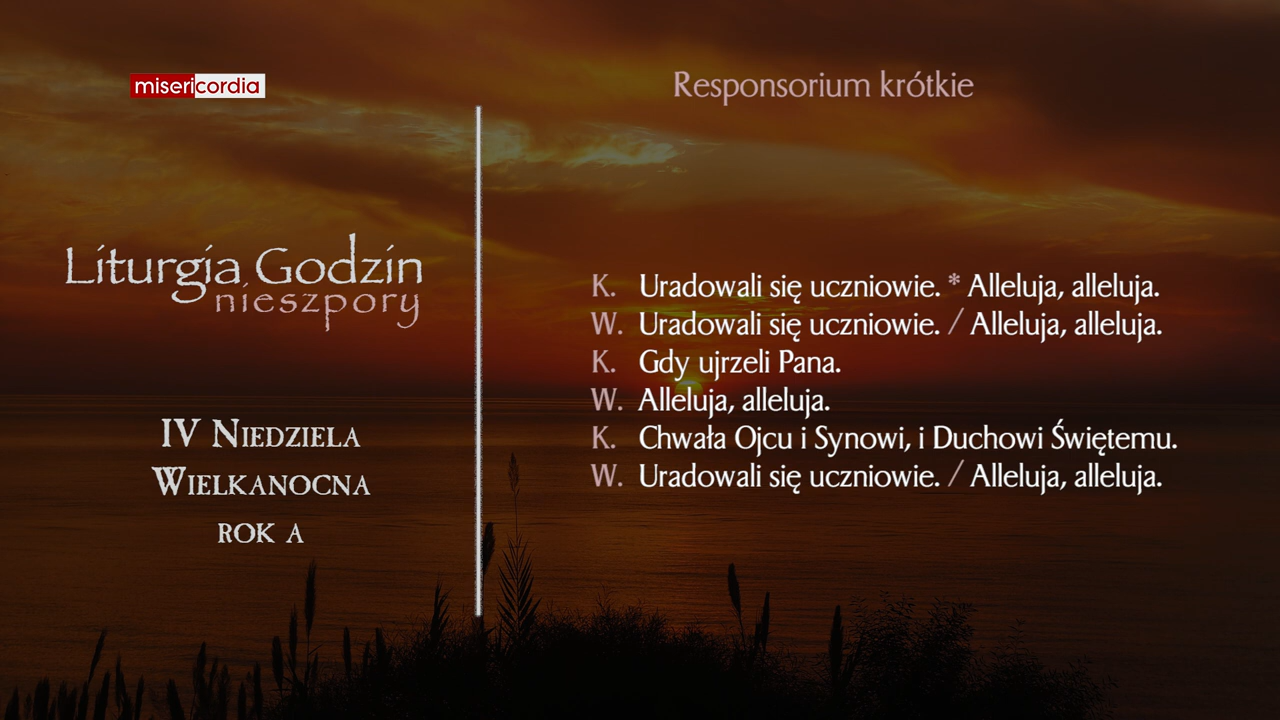 misericordia
Liturgia Godzin
nieszpory
IV Niedziela
Wielkanocna
rok A
Responsorium krótkie
K. Uradowali się uczniowie. * Alleluja, alleluja.
W. Uradowali się uczniowie. / Alleluja, alleluja.
K. Gdy ujrzeli Pana.
W. Alleluja, alleluja.
K. Chwała Ojcu i Synowi, i Duchowi Świętemu.
W. Uradowali się uczniowie. / Alleluja, alleluja.